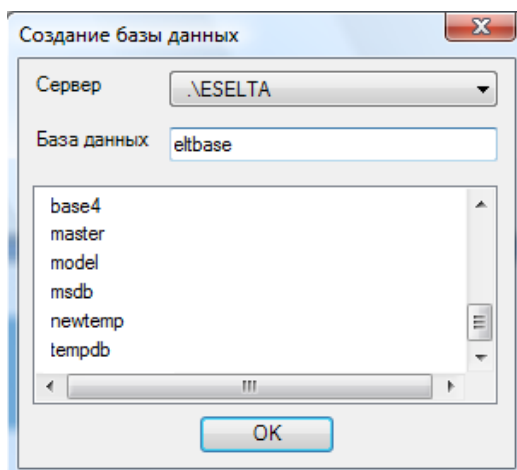 Создание базы данных
Сервер .\ESELTA
База данных eltbase
base4
master
model
msdb
newtemp
tempdb
OK